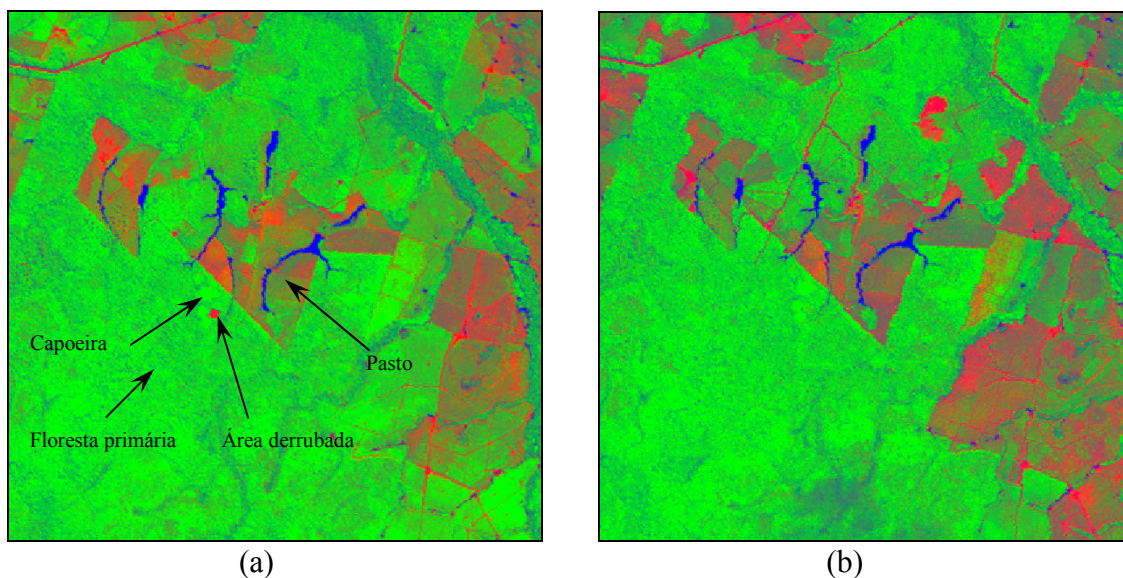 Capoeira
Pasto
Floresta primária
Área derrubada
(a)
(b)